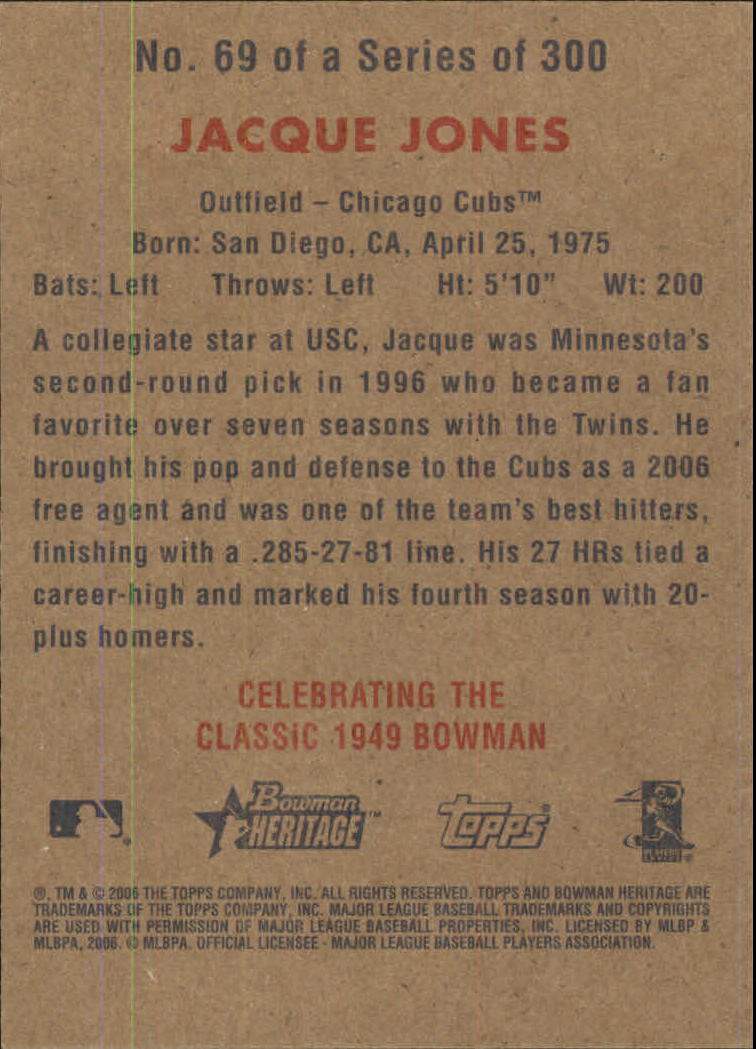 No. 69 of a Series of 300
JACQUE JONES
Outfield – Chicago Cubs™
Born: San Diego, CA, April 25, 1975
Bats: Left Throws: Left Ht: 5'10" Wt: 200
A collegiate star at USC, Jacque was Minnesota's
second-round pick in 1996 who became a fan
favorite over seven seasons with the Twins. He
brought his pop and defense to the Cubs as a 2006
free agent and was one of the team's best hitters,
finishing with a .285-27-81 line. His 27 HRs tied a
career-high and marked his fourth season with 20-
plus homers.
CELEBRATING THE
CLASSiC 1949 BOWMAN
Bowman
HERITAGE™
Topps®
PLAYERS
CHOICE®
®, TM & © 2006 THE TOPPS COMPANY, INC. ALL RIGHTS RESERVED. TOPPS AND BOWMAN HERITAGE ARE
TRADEMARKS OF THE TOPPS COMPANY, INC. MAJOR LEAGUE BASEBALL TRADEMARKS AND COPYRIGHTS
ARE USED WITH PERMISSION OF MAJOR LEAGUE BASEBALL PROPERTIES, INC. LICENSED BY MLBP &
MLBPA, 2006. © MLBPA. OFFICIAL LICENSEE - MAJOR LEAGUE BASEBALL PLAYERS ASSOCIATION.